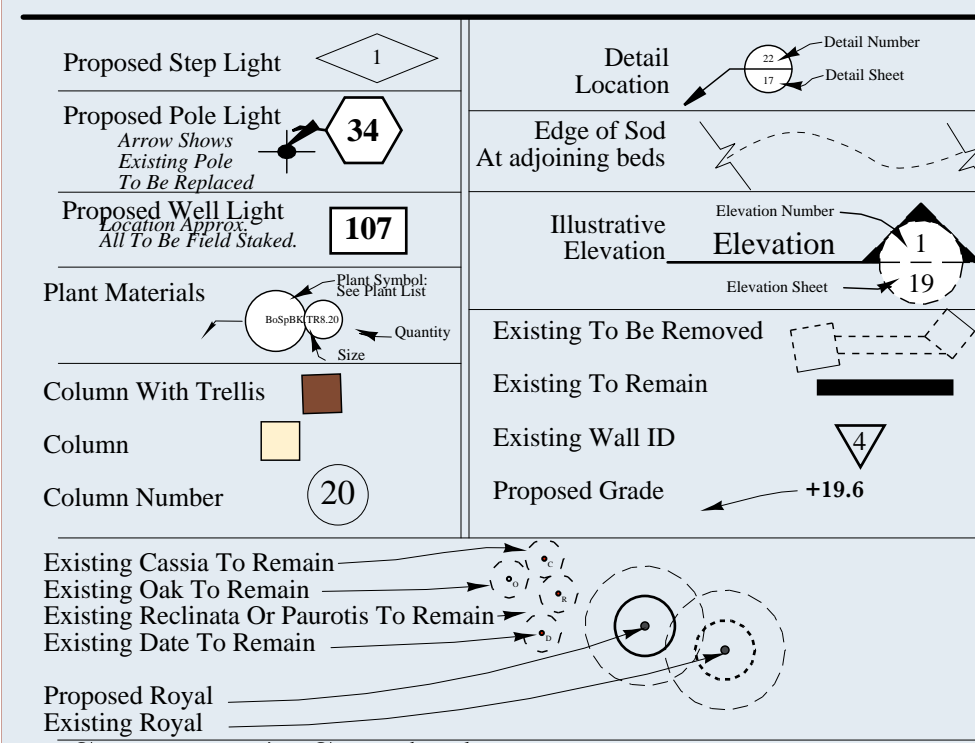 Proposed Step Light
1
Proposed Pole Light
Arrow Shows
Existing Pole
To Be Replaced
34
Proposed Well Light
Location Approx.
All To Be Field Staked.
107
Plant Materials
Plant Symbol:
See Plant List
BoSpBK
TR8.20
Quantity
Size
Column With Trellis
Column
Column Number
20
Detail
Location
22
17
Detail Number
Detail Sheet
Edge of Sod
At adjoining beds
Illustrative
Elevation
Elevation Number
Elevation
1
19
Elevation Sheet
Existing To Be Removed
Existing To Remain
Existing Wall ID
4
Proposed Grade
+19.6
Existing Cassia To Remain
C
Existing Oak To Remain
O
Existing Reclinata Or Paurotis To Remain
R
Existing Date To Remain
D
Proposed Royal
Existing Royal